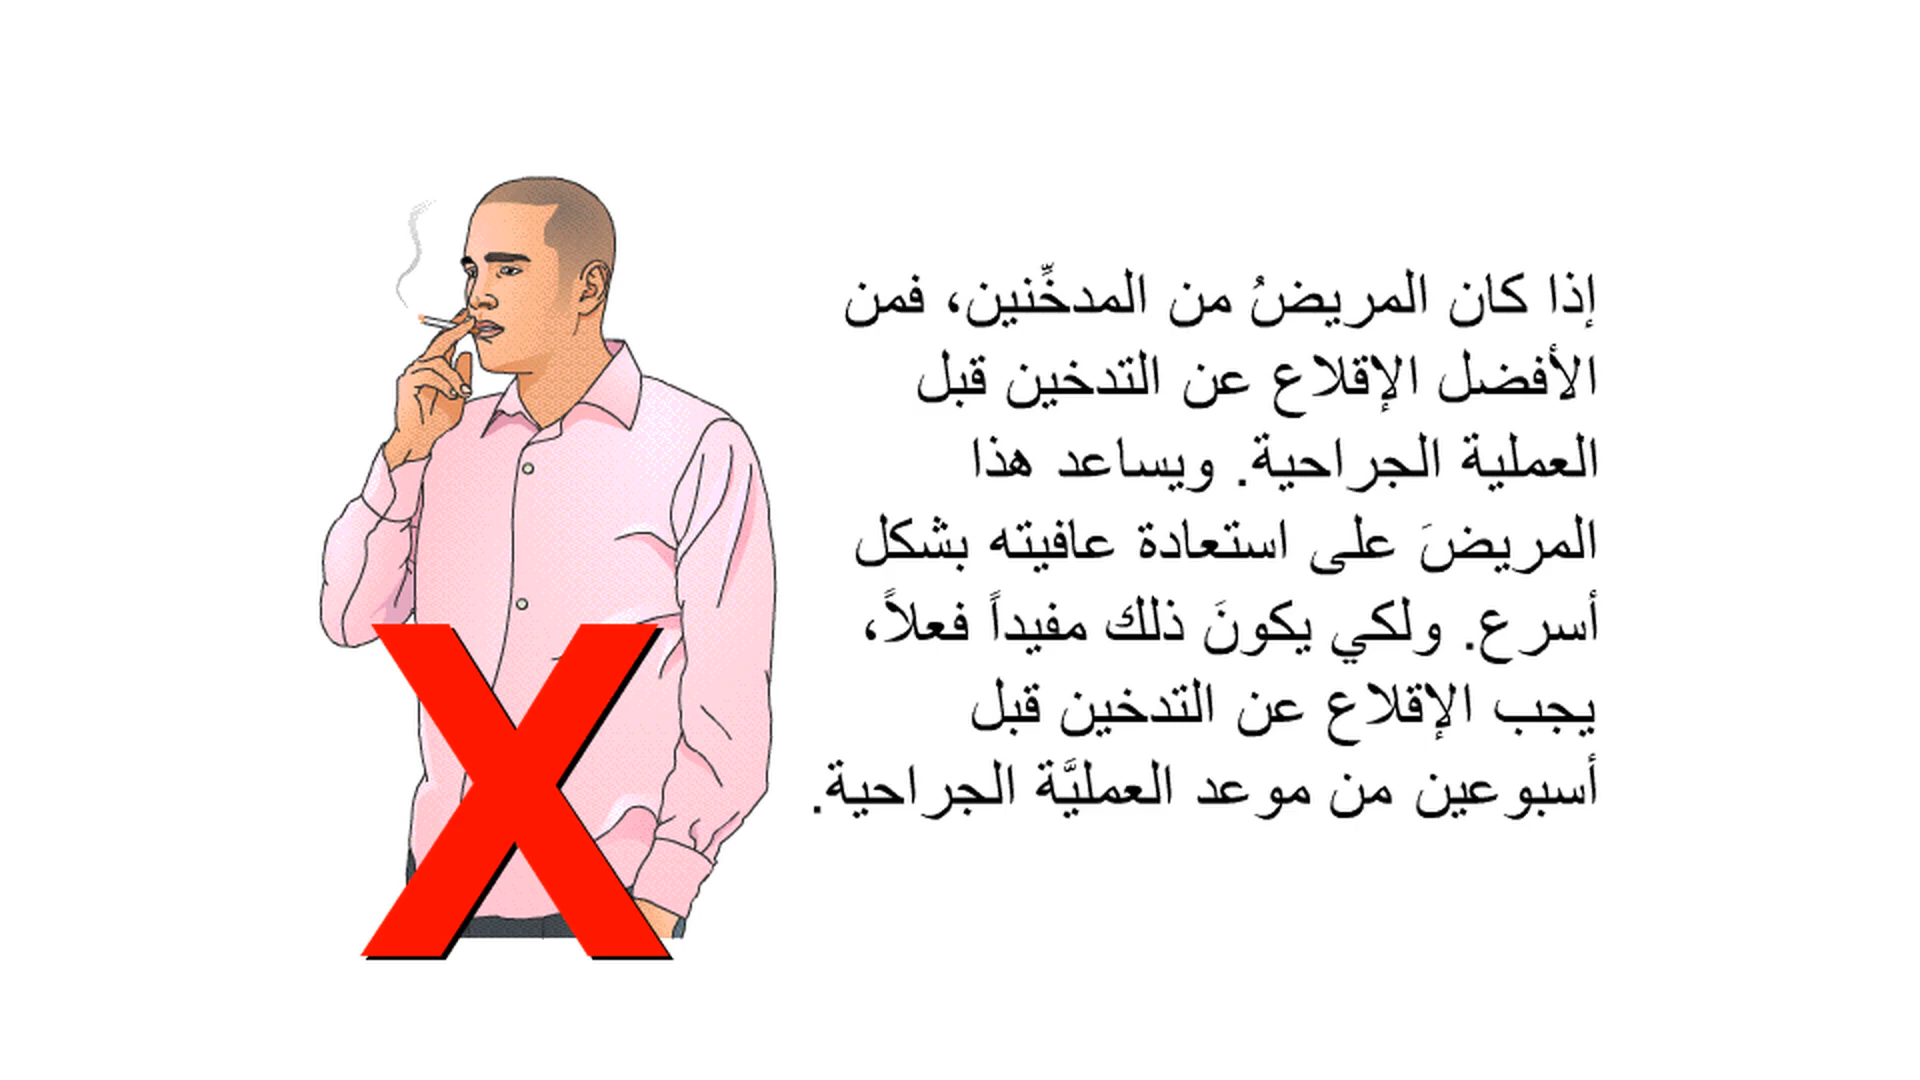 إذا كان المريضُ من المدخِّنين، فمن
الأفضل الإقلاع عن التدخين قبل
العملية الجراحية. ويساعد هذا
المريضَ على استعادة عافيته بشكل
أسرع. ولكي يكونَ ذلك مفيداً فعلاً،
يجب الإقلاع عن التدخين قبل
أسبوعين من موعد العمليَّة الجراحية.
X